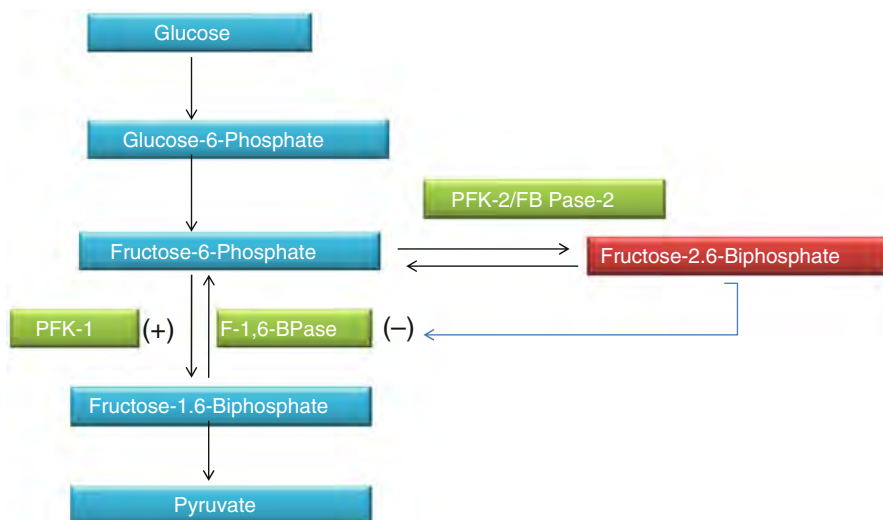 Glucose
Glucose-6-Phosphate
PFK-2/FB Pase-2
Fructose-6-Phosphate
Fructose-2.6-Biphosphate
PFK-1
(+)
F-1,6-BPase
(–)
Fructose-1.6-Biphosphate
Pyruvate